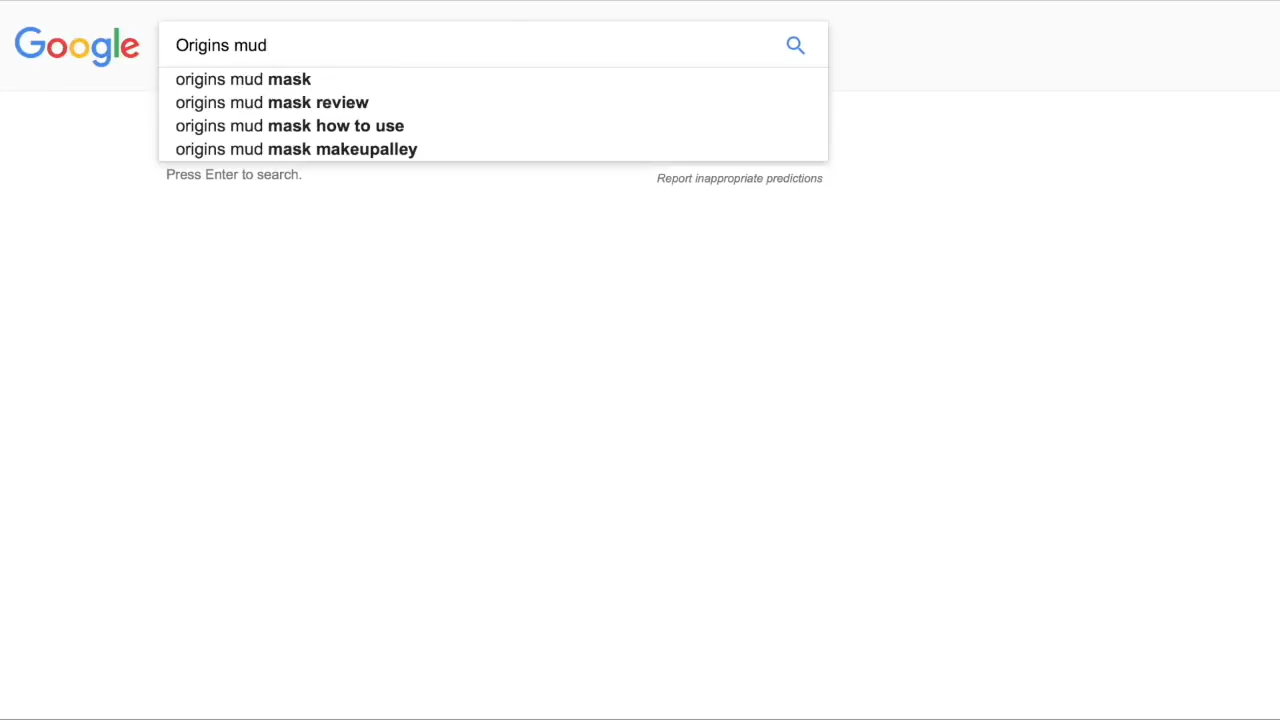 Google
Origins mud
origins mud mask
origins mud mask review
origins mud mask how to use
origins mud mask makeupalley
Press Enter to search.
Report inappropriate predictions